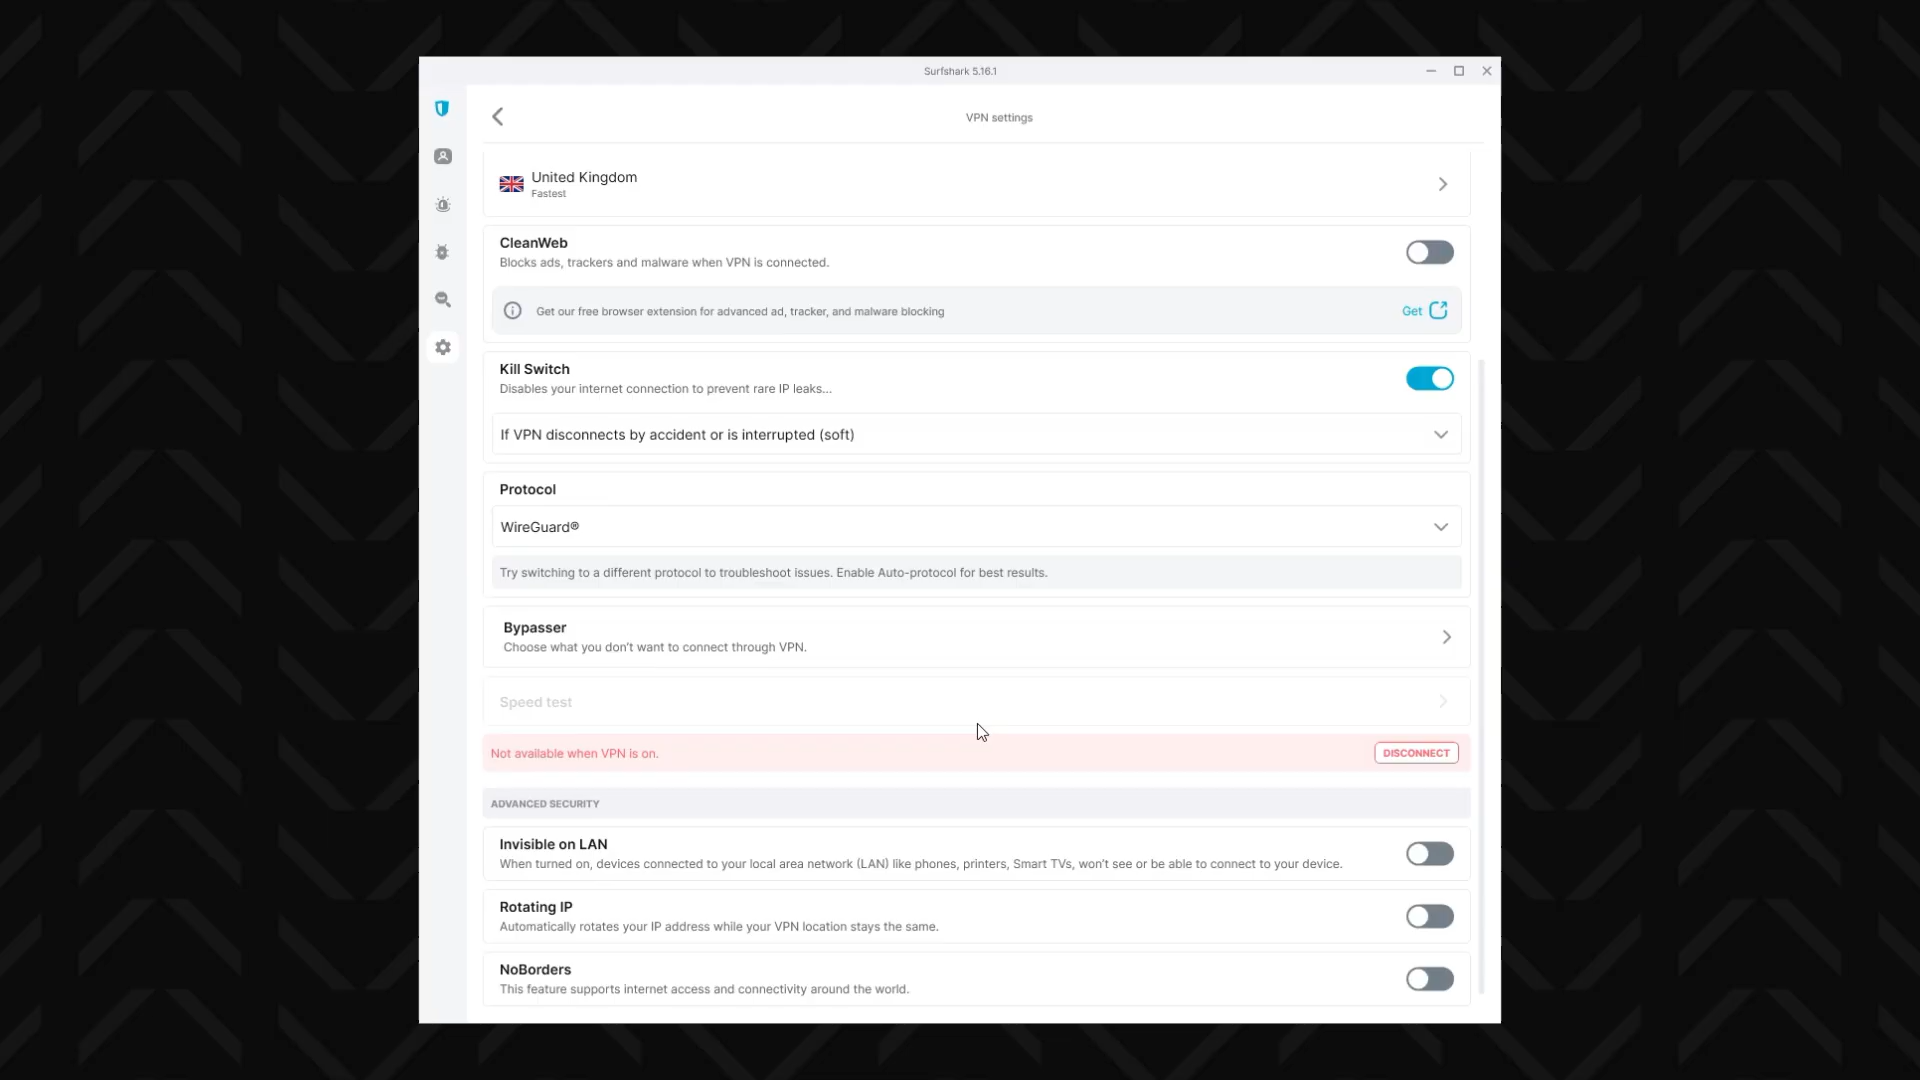 Surfshark 5.16.1
VPN settings
United Kingdom
Fastest
CleanWeb
Blocks ads, trackers and malware when VPN is connected.
Get our free browser extension for advanced ad, tracker, and malware blocking
Get
Kill Switch
Disables your internet connection to prevent rare IP leaks...
If VPN disconnects by accident or is interrupted (soft)
Protocol
WireGuard®
Try switching to a different protocol to troubleshoot issues. Enable Auto-protocol for best results.
Bypasser
Choose what you don't want to connect through VPN.
Speed test
Not available when VPN is on.
DISCONNECT
ADVANCED SECURITY
Invisible on LAN
When turned on, devices connected to your local area network (LAN) like phones, printers, Smart TVs, won't see or be able to connect to your device.
Rotating IP
Automatically rotates your IP address while your VPN location stays the same.
NoBorders
This feature supports internet access and connectivity around the world.